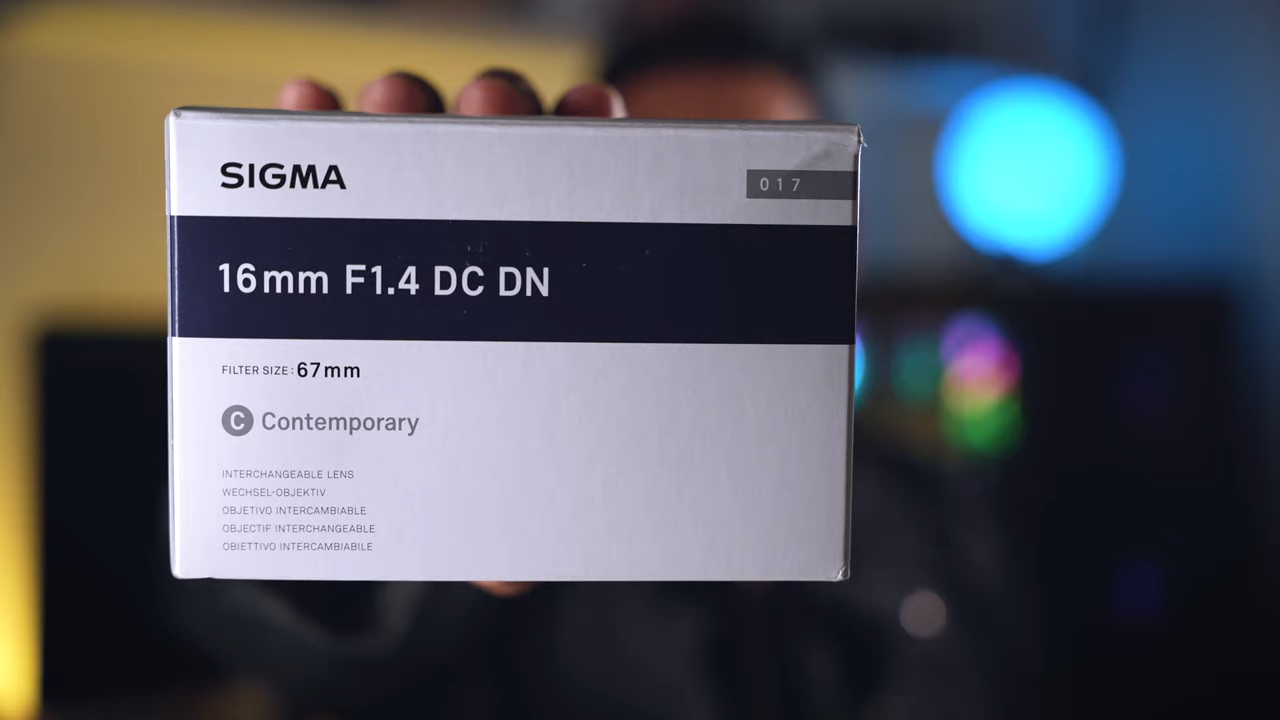 SIGMA
017
16mm F1.4 DC DN
FILTER SIZE: 67mm
C Contemporary
INTERCHANGEABLE LENS
WECHSEL-OBJEKTIV
OBJETIVO INTERCAMBIABLE
OBJECTIF INTERCHANGEABLE
OBIETTIVO INTERCAMBIABILE